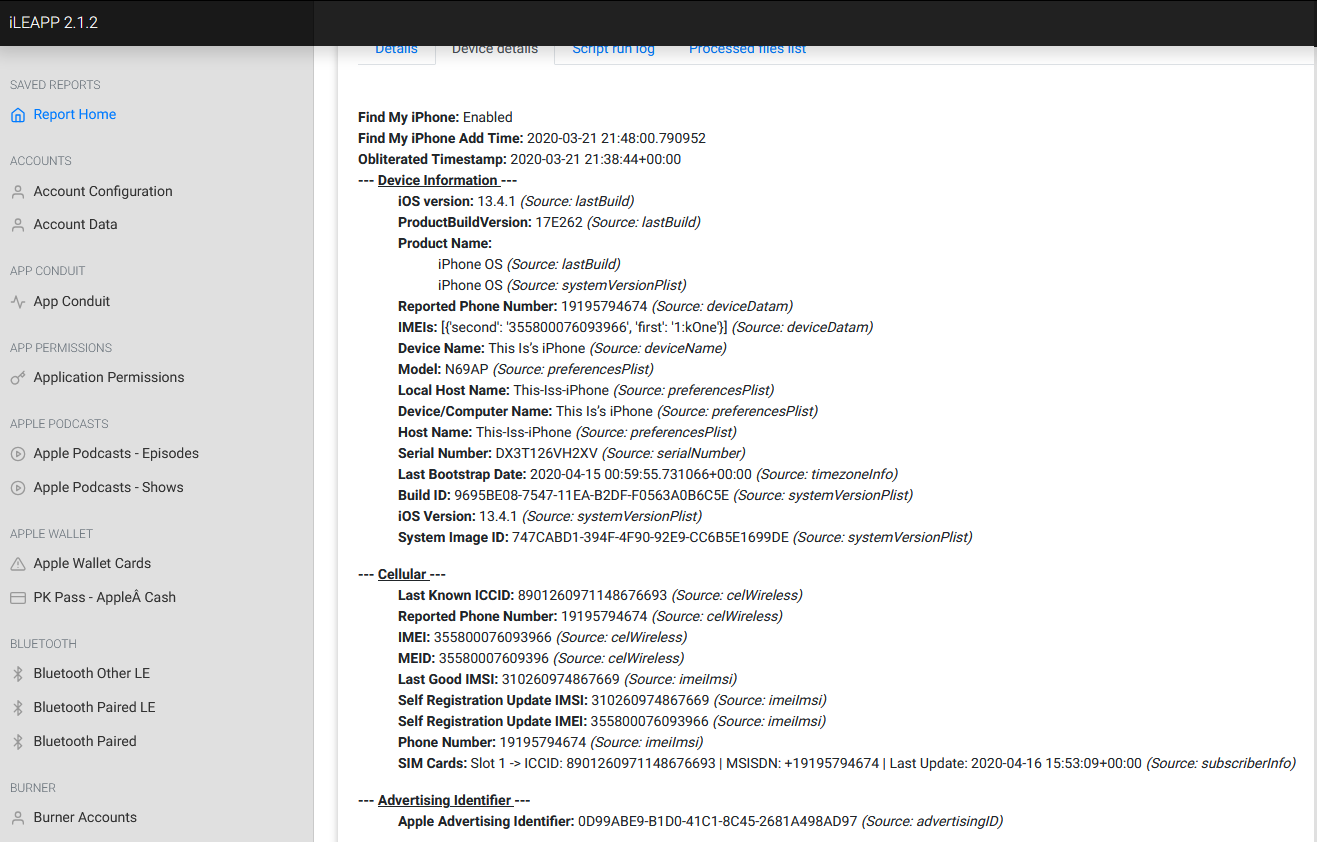 iLEAPP 2.1.2
SAVED REPORTS
Report Home
ACCOUNTS
Account Configuration
Account Data
APP CONDUIT
App Conduit
APP PERMISSIONS
Application Permissions
APPLE PODCASTS
Apple Podcasts - Episodes
Apple Podcasts - Shows
APPLE WALLET
Apple Wallet Cards
PK Pass - AppleÂ Cash
BLUETOOTH
Bluetooth Other LE
Bluetooth Paired LE
Bluetooth Paired
BURNER
Burner Accounts
Details Device details Script run log Processed files list
Find My iPhone: Enabled
Find My iPhone Add Time: 2020-03-21 21:48:00.790952
Obliterated Timestamp: 2020-03-21 21:38:44+00:00
--- Device Information ---
iOS version: 13.4.1 (Source: lastBuild)
ProductBuildVersion: 17E262 (Source: lastBuild)
Product Name:
iPhone OS (Source: lastBuild)
iPhone OS (Source: systemVersionPlist)
Reported Phone Number: 19195794674 (Source: deviceDatam)
IMEIs: [{'second': '355800076093966', 'first': '1:kOne'}] (Source: deviceDatam)
Device Name: This Is’s iPhone (Source: deviceName)
Model: N69AP (Source: preferencesPlist)
Local Host Name: This-Iss-iPhone (Source: preferencesPlist)
Device/Computer Name: This Is’s iPhone (Source: preferencesPlist)
Host Name: This-Iss-iPhone (Source: preferencesPlist)
Serial Number: DX3T126VH2XV (Source: serialNumber)
Last Bootstrap Date: 2020-04-15 00:59:55.731066+00:00 (Source: timezoneInfo)
Build ID: 9695BE08-7547-11EA-B2DF-F0563A0B6C5E (Source: systemVersionPlist)
iOS Version: 13.4.1 (Source: systemVersionPlist)
System Image ID: 747CABD1-394F-4F90-92E9-CC6B5E1699DE (Source: systemVersionPlist)
--- Cellular ---
Last Known ICCID: 8901260971148676693 (Source: celWireless)
Reported Phone Number: 19195794674 (Source: celWireless)
IMEI: 355800076093966 (Source: celWireless)
MEID: 35580007609396 (Source: celWireless)
Last Good IMSI: 310260974867669 (Source: imeiImsi)
Self Registration Update IMSI: 310260974867669 (Source: imeiImsi)
Self Registration Update IMEI: 355800076093966 (Source: imeiImsi)
Phone Number: 19195794674 (Source: imeiImsi)
SIM Cards: Slot 1 -> ICCID: 8901260971148676693 | MSISDN: +19195794674 | Last Update: 2020-04-16 15:53:09+00:00 (Source: subscriberInfo)
--- Advertising Identifier ---
Apple Advertising Identifier: 0D99ABE9-B1D0-41C1-8C45-2681A498AD97 (Source: advertisingID)